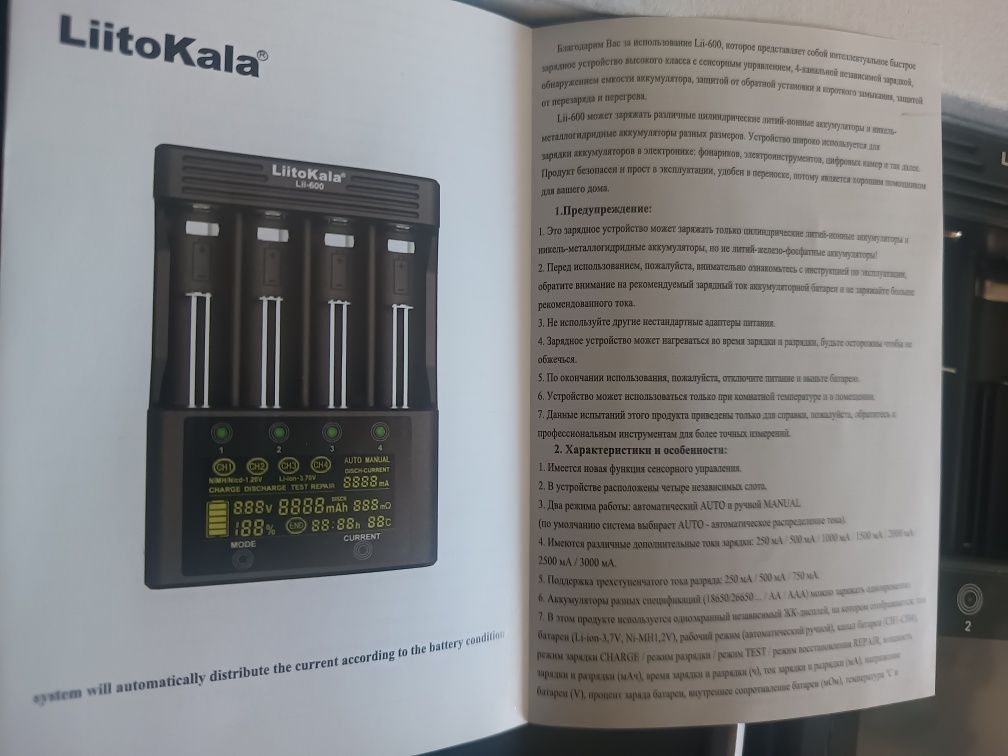 LiitoKala®
LiitoKala®
Lii-600
1 2 3 4
CH1 CH2 CH3 CH4 AUTO MANUAL
NiMH/Nicd-1.20V Li-ion-3.70V DISCH-CURRENT
CHARGE DISCHARGE TEST REPAIR 8888mA
888v 8888mAh 888mΩ
DISCH
188% END 88:88h 88C
MODE CURRENT
system will automatically distribute the current according to the battery condition
Благодарим Вас за использование Lii-600, которое представляет собой интеллектуальное быстрое
зарядное устройство высокого класса с сенсорным управлением, 4-канальной независимой зарядкой,
обнаружением емкости аккумулятора, защитой от обратной установки и короткого замыкания, защитой
от перезаряда и перегрева.
Lii-600 может заряжать различные цилиндрические литий-ионные аккумуляторы и никель-
металлогидридные аккумуляторы разных размеров. Устройство широко используется для
зарядки аккумуляторов в электронике: фонариков, электроинструментов, цифровых камер и так далее.
Продукт безопасен и прост в эксплуатации, удобен в переноске, потому является хорошим помощником
для вашего дома.
1.Предупреждение:
1. Это зарядное устройство может заряжать только цилиндрические литий-ионные аккумуляторы и
никель-металлогидридные аккумуляторы, но не литий-железо-фосфатные аккумуляторы!
2. Перед использованием, пожалуйста, внимательно ознакомьтесь с инструкцией по эксплуатации,
обратите внимание на рекомендуемый зарядный ток аккумуляторной батареи и не заряжайте больше
рекомендованного тока.
3. Не используйте другие нестандартные адаптеры питания.
4. Зарядное устройство может нагреваться во время зарядки и разрядки, будьте осторожны чтобы не
обжечься.
5. По окончании использования, пожалуйста, отключите питание и выньте батарею.
6. Устройство может использоваться только при комнатной температуре и в помещении.
7. Данные испытаний этого продукта приведены только для справки, пожалуйста, обратитесь к
профессиональным инструментам для более точных измерений.
2. Характеристики и особенности:
1. Имеется новая функция сенсорного управления.
2. В устройстве расположены четыре независимых слота.
3. Два режима работы: автоматический AUTO и ручной MANUAL
(по умолчанию система выбирает AUTO - автоматическое распределение тока).
4. Имеются различные дополнительные токи зарядки: 250 мА / 500 мА / 1000 мА / 1500 мА / 2000 мА /
2500 мА / 3000 мА.
5. Поддержка трехступенчатого тока разряда: 250 мА / 500 мА / 750 мА.
6. Аккумуляторы разных спецификаций (18650/26650 ... / AA / AAA) можно заряжать одновременно.
7. В этом продукте используется одноэкранный независимый ЖК-дисплей, на котором отображается: тип
батареи (Li-ion-3,7V, Ni-MH1,2V), рабочий режим (автоматический ручной), канал батареи (CH1-CH4),
режим зарядки CHARGE / режим разрядки / режим TEST / режим восстановления REPAIR, мощность
зарядки и разрядки (мАч), время зарядки и разрядки (ч), ток зарядки и разрядки (мА), напряжение
батареи (V), процент заряда батареи, внутреннее сопротивление батареи (мОм), температура °C в
2